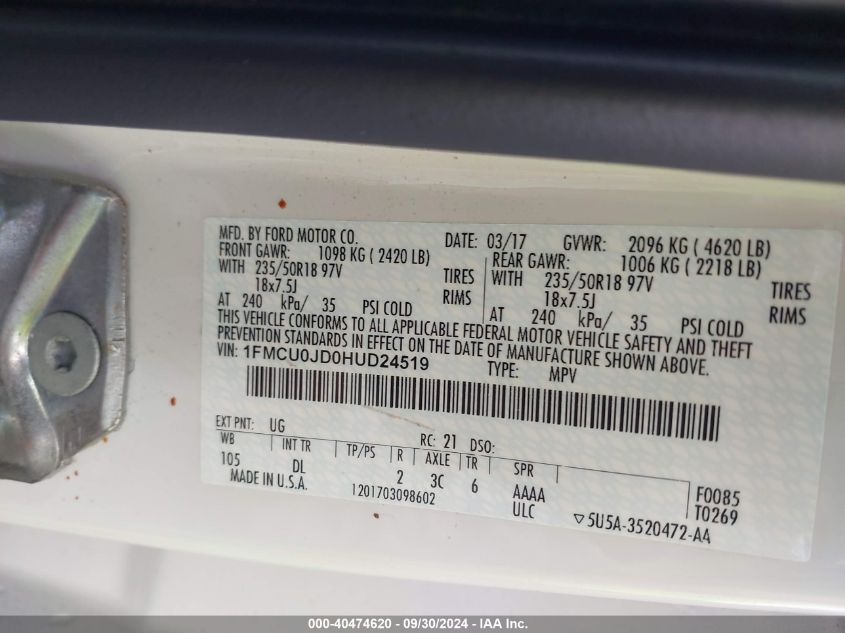 MFD. BY FORD MOTOR CO. DATE: 03/17 GVWR: 2096 KG ( 4620 LB)
FRONT GAWR: 1098 KG ( 2420 LB) REAR GAWR: 1006 KG ( 2218 LB)
WITH 235/50R18 97V TIRES WITH 235/50R18 97V TIRES
18x7.5J RIMS 18x7.5J RIMS
AT 240 kPa/ 35 PSI COLD AT 240 kPa/ 35 PSI COLD
THIS VEHICLE CONFORMS TO ALL APPLICABLE FEDERAL MOTOR VEHICLE SAFETY AND THEFT
PREVENTION STANDARDS IN EFFECT ON THE DATE OF MANUFACTURE SHOWN ABOVE.
VIN: 1FMCU0JD0HUD24519 TYPE: MPV
EXT PNT: UG RC: 21 DSO:
WB INT TR TP/PS R AXLE TR SPR
105 DL 2 3C 6 AAAA F0085
MADE IN U.S.A. 1201703098602 ULC T0269
▽5U5A-3520472-AA
000-40474620 - 09/30/2024 - IAA Inc.